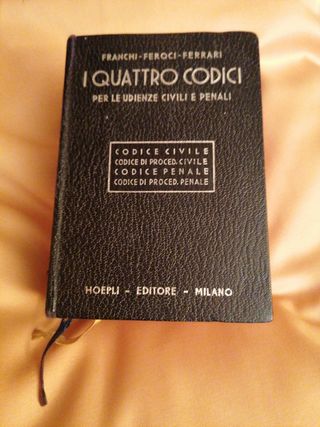 FRANCHI-FEROCI-FERRARI
I QUATTRO CODICI
PER LE UDIENZE CIVILI E PENALI
CODICE CIVILE
CODICE DI PROCED. CIVILE
CODICE PENALE
CODICE DI PROCED. PENALE
HOEPLI - EDITORE - MILANO